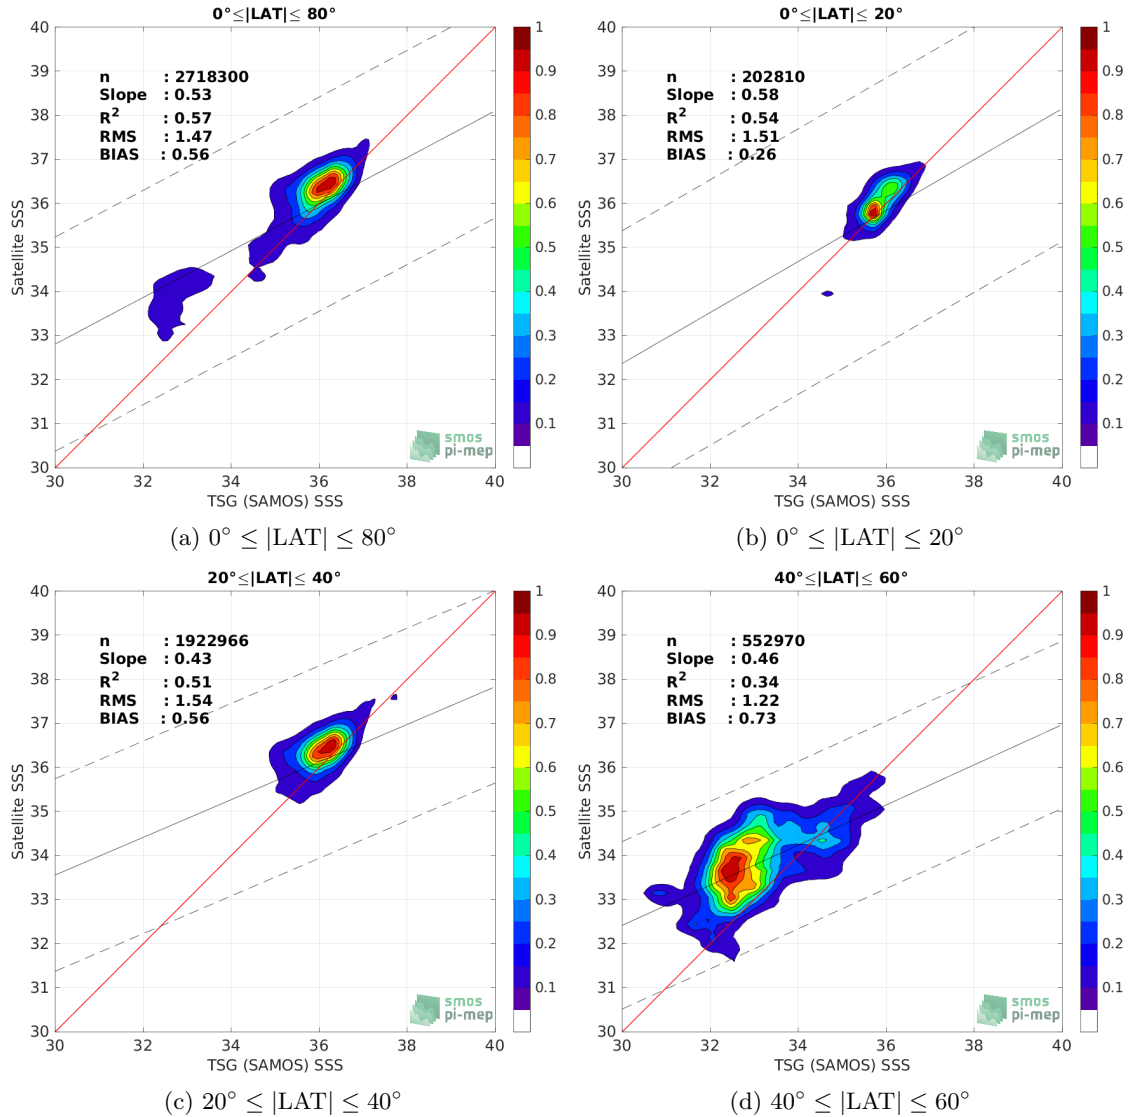 0°≤|LAT|≤ 80°
40
39
38
37
36
35
34
33
32
31
30
Satellite SSS
n : 2718300
Slope : 0.53
R² : 0.57
RMS : 1.47
BIAS : 0.56
smos
pi-mep
30 32 34 36 38 40
TSG (SAMOS) SSS
1
0.9
0.8
0.7
0.6
0.5
0.4
0.3
0.2
0.1
(a) 0° ≤ |LAT| ≤ 80°
0°≤|LAT|≤ 20°
40
39
38
37
36
35
34
33
32
31
30
Satellite SSS
n : 202810
Slope : 0.58
R² : 0.54
RMS : 1.51
BIAS : 0.26
smos
pi-mep
30 32 34 36 38 40
TSG (SAMOS) SSS
1
0.9
0.8
0.7
0.6
0.5
0.4
0.3
0.2
0.1
(b) 0° ≤ |LAT| ≤ 20°
20°≤|LAT|≤ 40°
40
39
38
37
36
35
34
33
32
31
30
Satellite SSS
n : 1922966
Slope : 0.43
R² : 0.51
RMS : 1.54
BIAS : 0.56
smos
pi-mep
30 32 34 36 38 40
TSG (SAMOS) SSS
1
0.9
0.8
0.7
0.6
0.5
0.4
0.3
0.2
0.1
(c) 20° ≤ |LAT| ≤ 40°
40°≤|LAT|≤ 60°
40
39
38
37
36
35
34
33
32
31
30
Satellite SSS
n : 552970
Slope : 0.46
R² : 0.34
RMS : 1.22
BIAS : 0.73
smos
pi-mep
30 32 34 36 38 40
TSG (SAMOS) SSS
1
0.9
0.8
0.7
0.6
0.5
0.4
0.3
0.2
0.1
(d) 40° ≤ |LAT| ≤ 60°